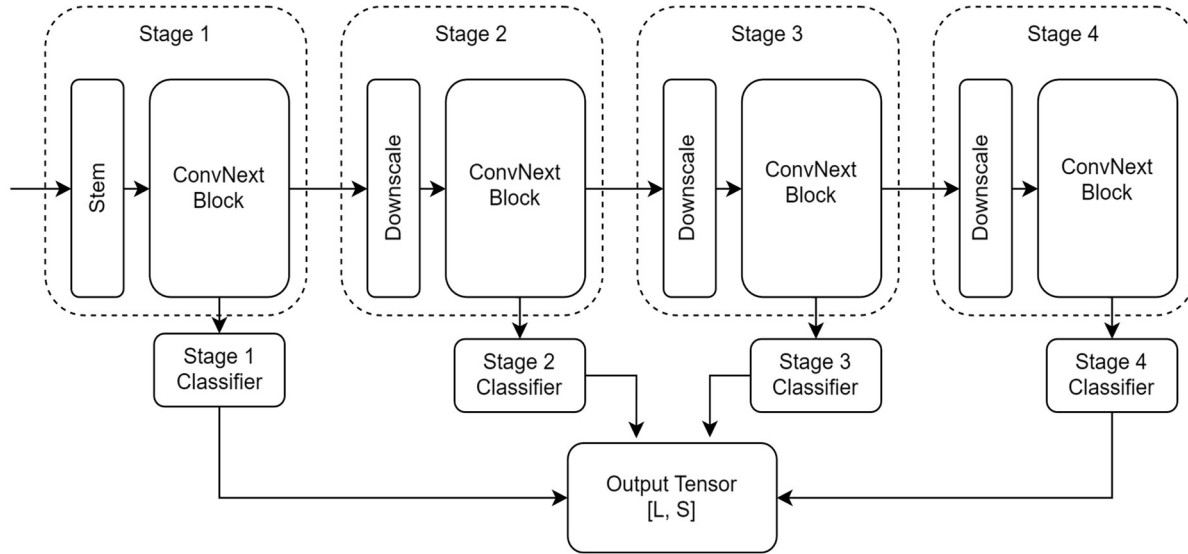 Stage 1
Stage 2
Stage 3
Stage 4
Stem
ConvNext
Block
Downscale
ConvNext
Block
Downscale
ConvNext
Block
Downscale
ConvNext
Block
Stage 1
Classifier
Stage 2
Classifier
Stage 3
Classifier
Stage 4
Classifier
Output Tensor
[L, S]